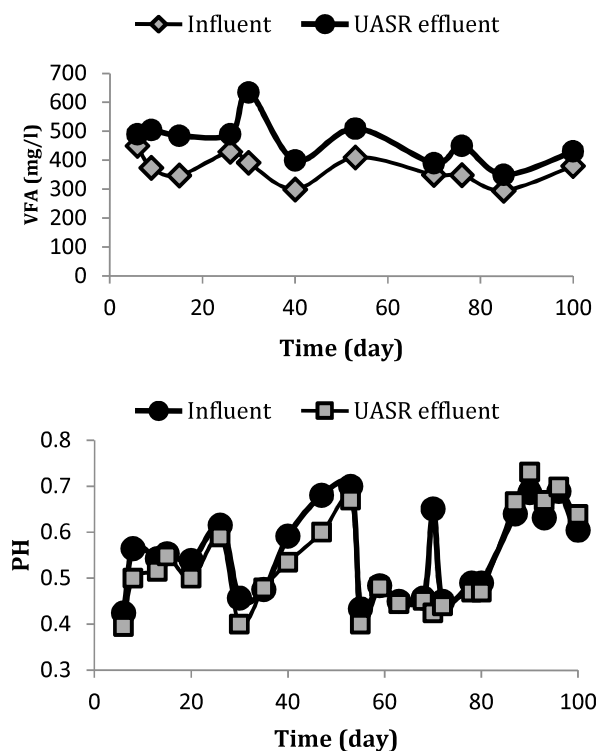 Influent UASR effluent
700
600
500
400
300
200
100
0
VFA (mg/l)
0 20 40 60 80 100
Time (day)
Influent UASR effluent
0.8
0.7
0.6
0.5
0.4
0.3
PH
0 20 40 60 80 100
Time (day)